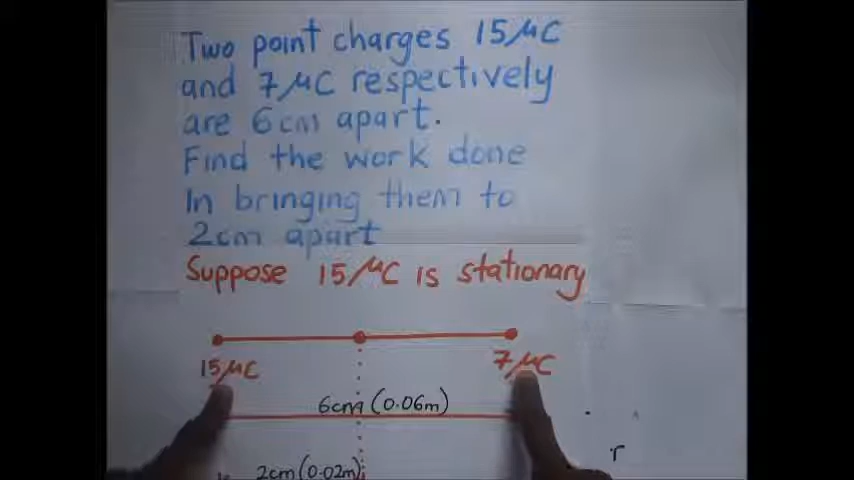 Two point charges 15μC
and 7μC respectively
are 6cm apart.
Find the work done
In bringing them to
2cm apart
Suppose 15μC is stationary
15μC 7μC
6cm (0.06m)
r
2cm (0.02m)